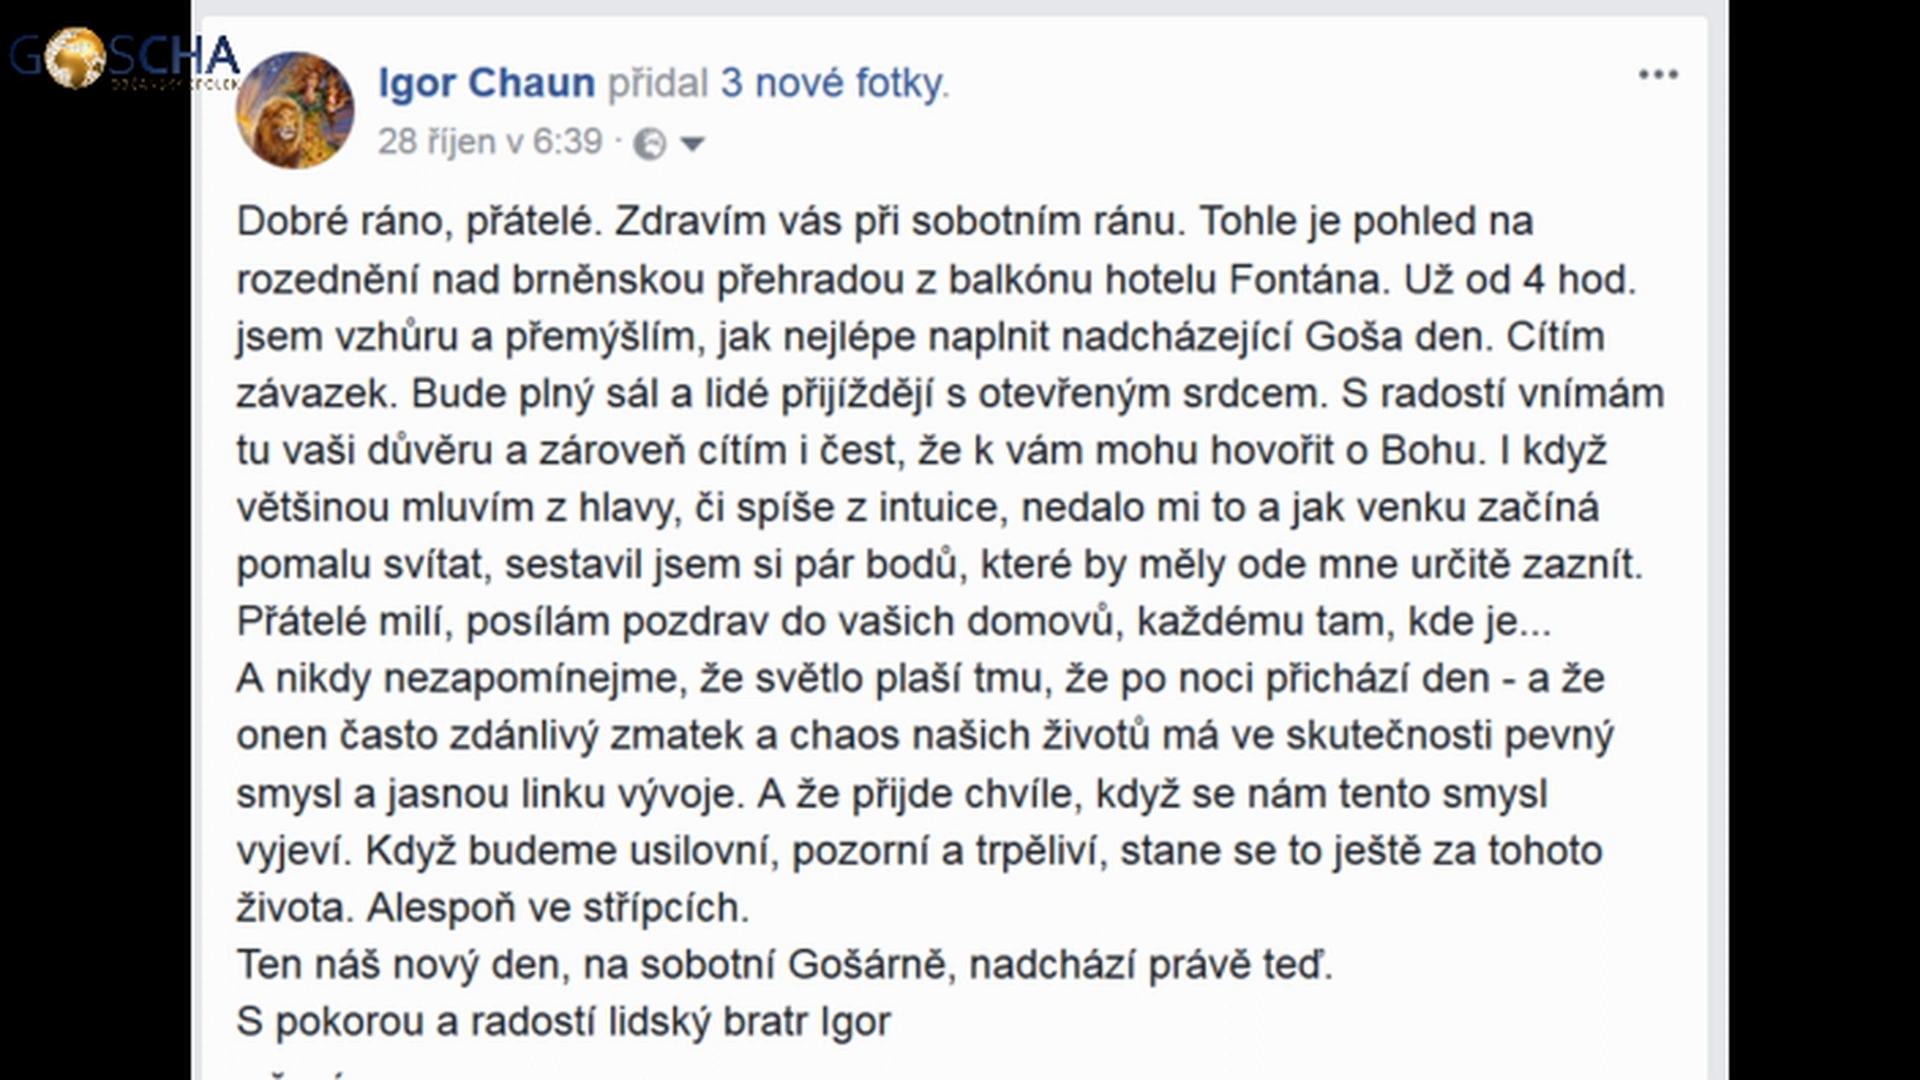 GOSCHA
OBČANSKÝ SPOLEK
Igor Chaun přidal 3 nové fotky.
28 říjen v 6:39 ·
Dobré ráno, přátelé. Zdravím vás při sobotním ránu. Tohle je pohled na
rozednění nad brněnskou přehradou z balkónu hotelu Fontána. Už od 4 hod.
jsem vzhůru a přemýšlím, jak nejlépe naplnit nadcházející Goša den. Cítím
závazek. Bude plný sál a lidé přijíždějí s otevřeným srdcem. S radostí vnímám
tu vaši důvěru a zároveň cítím i čest, že k vám mohu hovořit o Bohu. I když
většinou mluvím z hlavy, či spíše z intuice, nedalo mi to a jak venku začíná
pomalu svítat, sestavil jsem si pár bodů, které by měly ode mne určitě zaznít.
Přátelé milí, posílám pozdrav do vašich domovů, každému tam, kde je...
A nikdy nezapomínejme, že světlo plaší tmu, že po noci přichází den - a že
onen často zdánlivý zmatek a chaos našich životů má ve skutečnosti pevný
smysl a jasnou linku vývoje. A že přijde chvíle, když se nám tento smysl
vyjeví. Když budeme usilovní, pozorní a trpěliví, stane se to ještě za tohoto
života. Alespoň ve střípcích.
Ten náš nový den, na sobotní Gošárně, nadchází právě teď.
S pokorou a radostí lidský bratr Igor